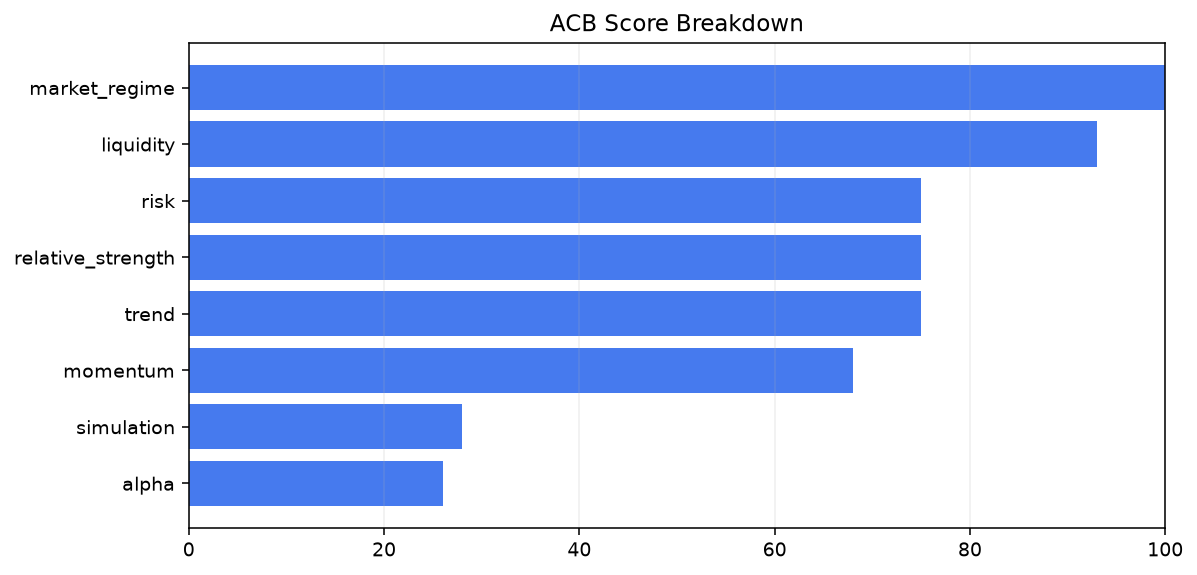 ACB Score Breakdown
market_regime
liquidity
risk
relative_strength
trend
momentum
simulation
alpha
0 20 40 60 80 100